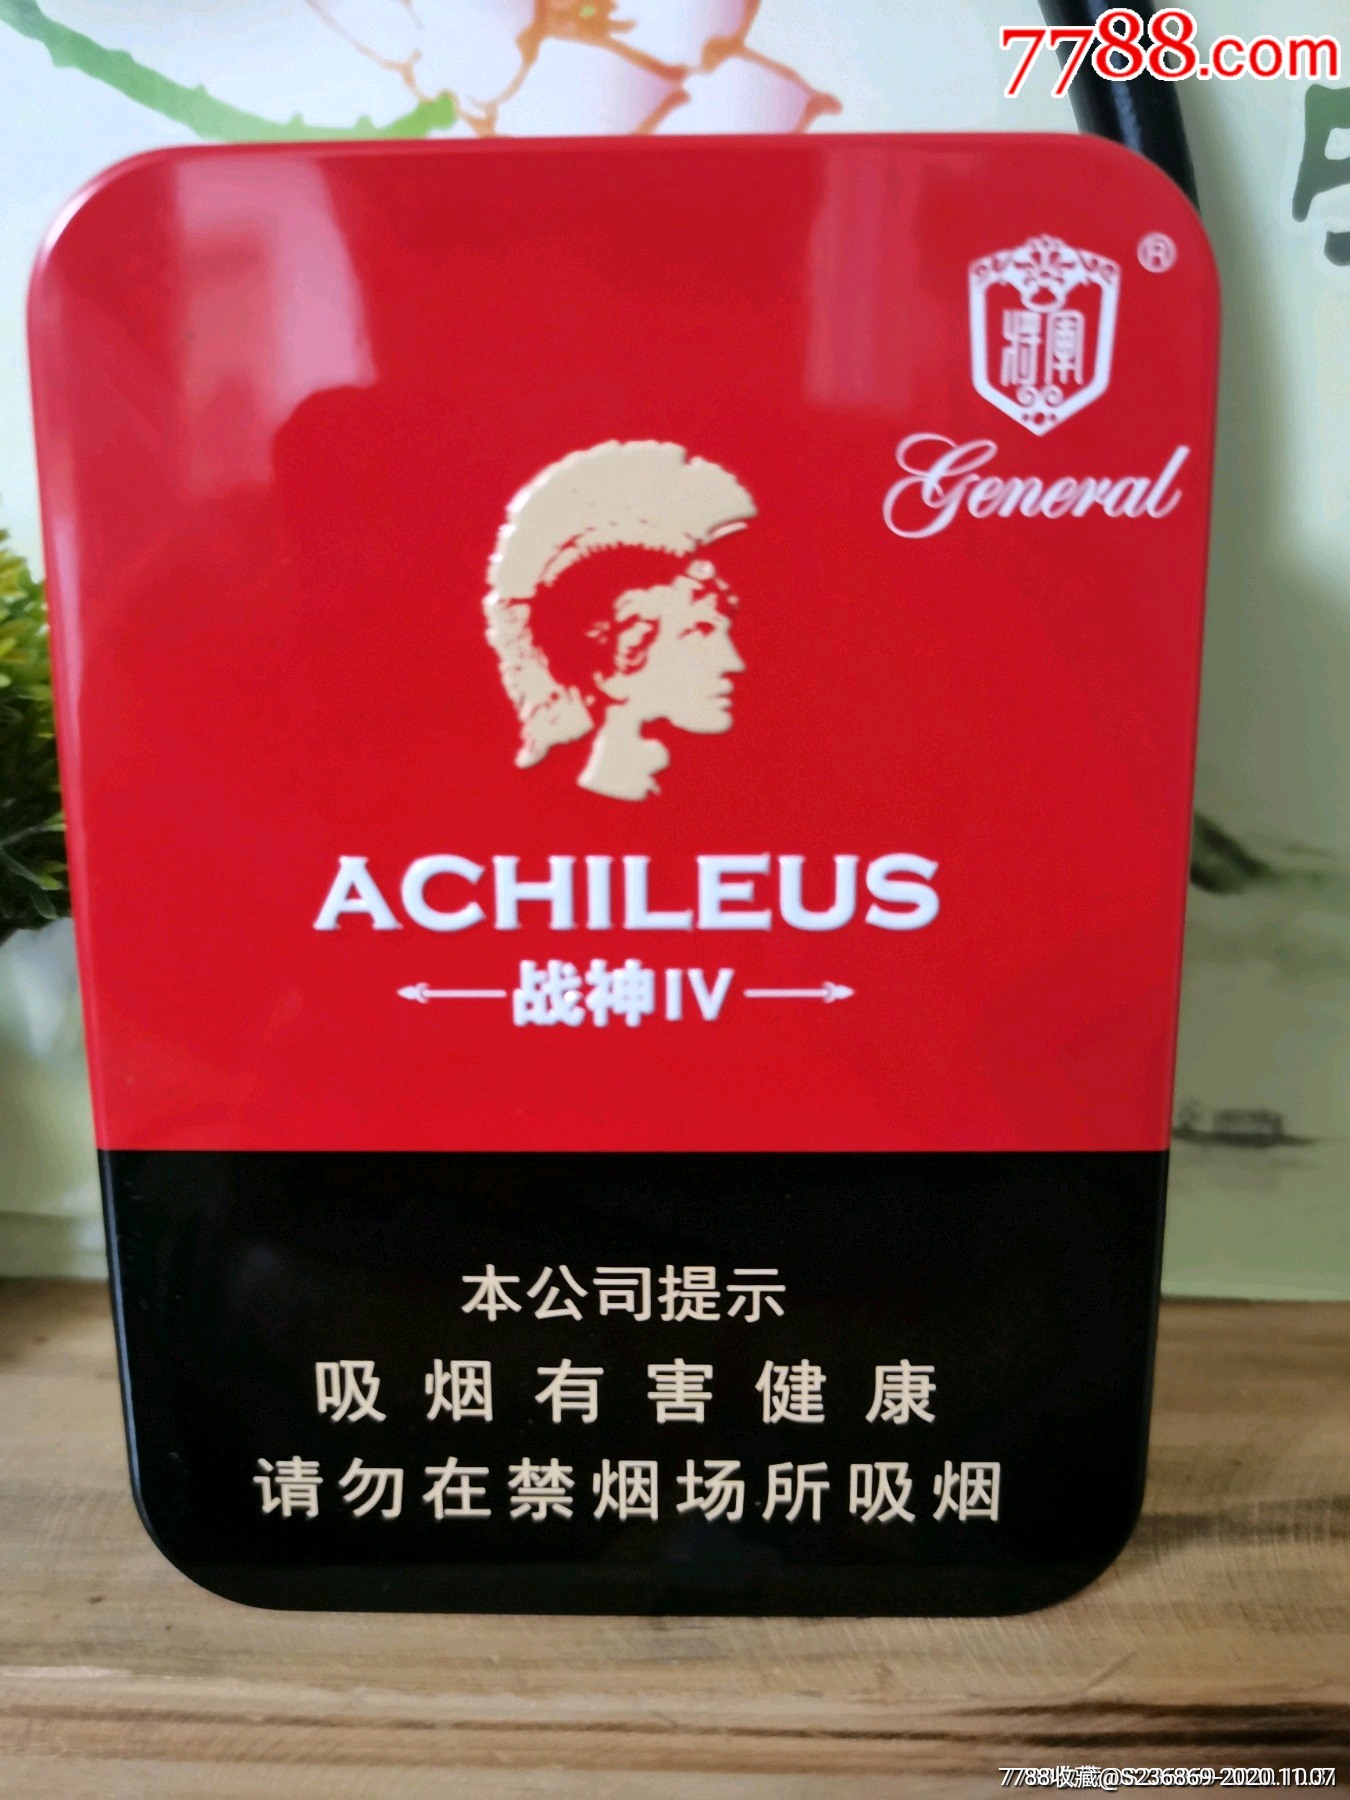 7788.com
将军
®
General
ACHILEUS
战神IV
本公司提示
吸烟有害健康
请勿在禁烟场所吸烟
7788收藏@S236869-2020.11.07